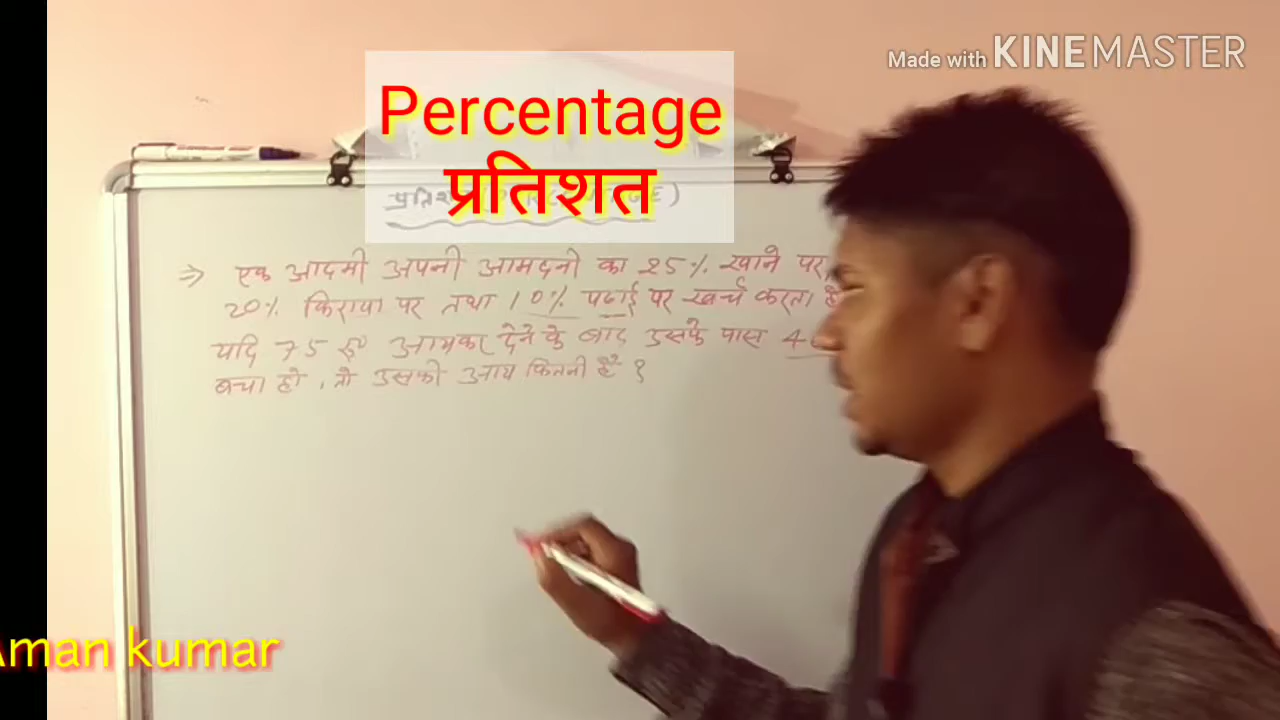 Made with KINEMASTER
Percentage
प्रतिशत
⇒ एक आदमी अपनी आमदनी का 25% खाने पर,
20% किराया पर तथा 10% पढाई पर खर्च करता है
यदि 75 रु० आयकर देने के बाद उसके पास 4
बचा हो, तो उसकी आय कितनी है ?
Aman kumar